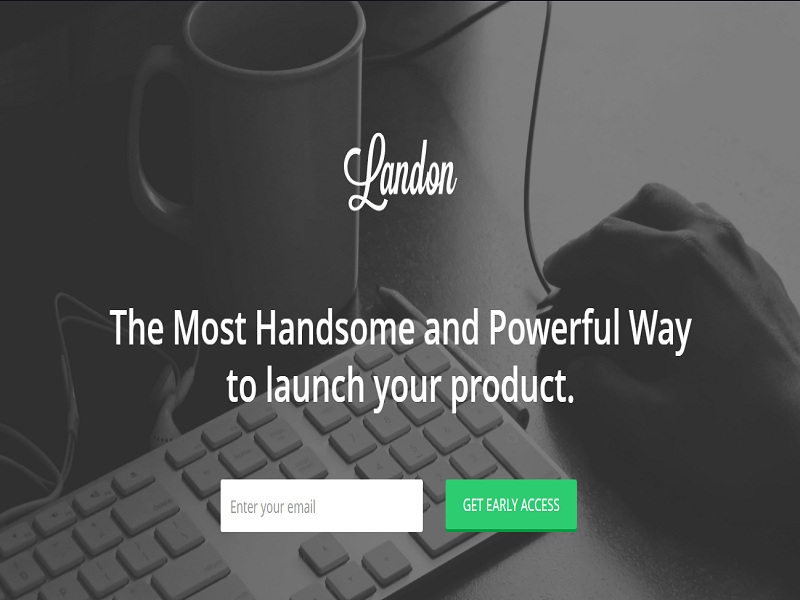 Landon
The Most Handsome and Powerful Way
to launch your product.
Enter your email
GET EARLY ACCESS